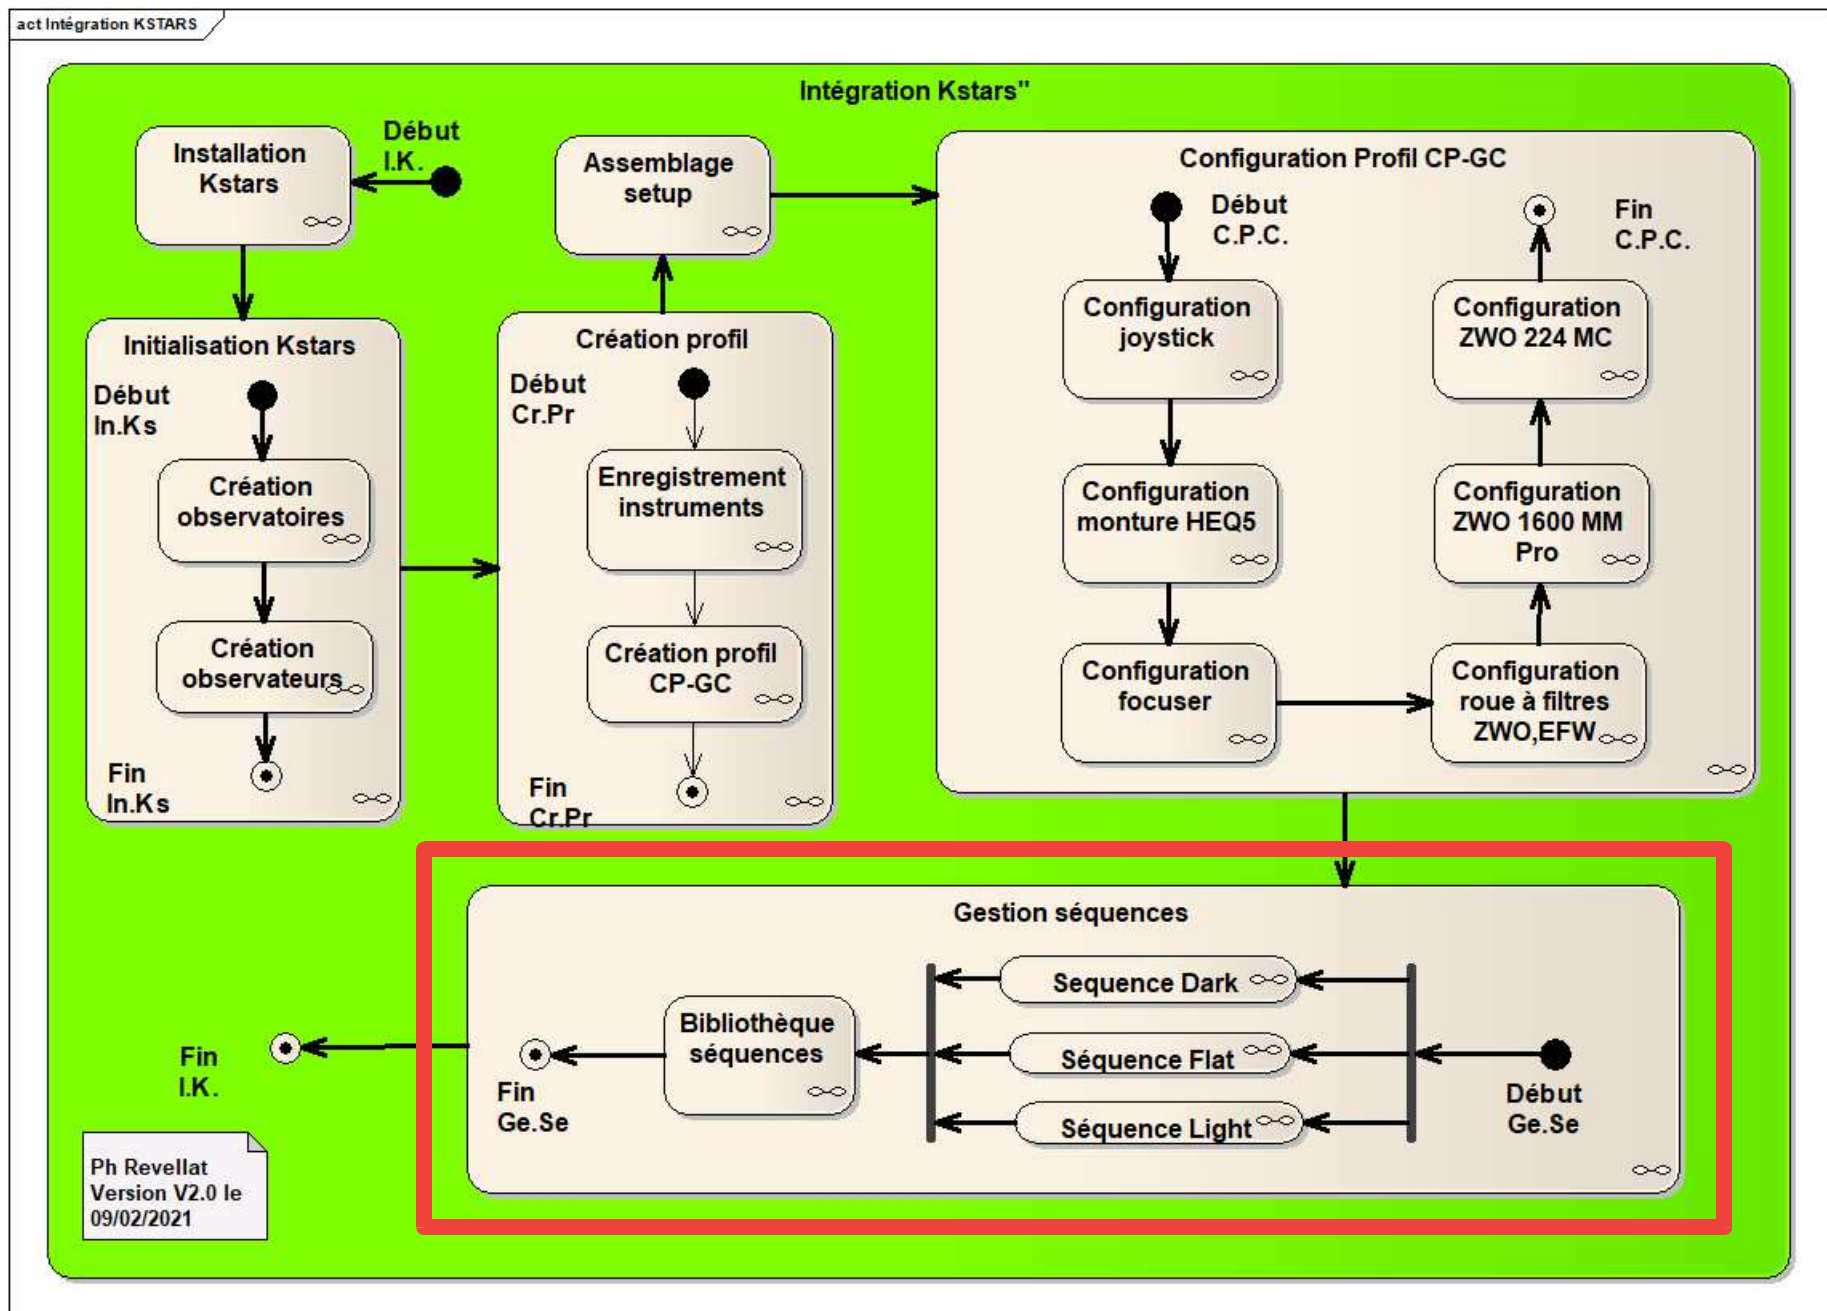 act Intégration KSTARS
Intégration Kstars"
Début
I.K.
Installation
Kstars
Initialisation Kstars
Début
In.Ks
Création
observatoires
Création
observateurs
Fin
In.Ks
Création profil
Début
Cr.Pr
Enregistrement
instruments
Création profil
CP-GC
Fin
Cr.Pr
Assemblage
setup
Configuration Profil CP-GC
Début
C.P.C.
Configuration
joystick
Configuration
monture HEQ5
Configuration
focuser
Configuration
roue à filtres
ZWO,EFW
Configuration
ZWO 1600 MM
Pro
Configuration
ZWO 224 MC
Fin
C.P.C.
Gestion séquences
Début
Ge.Se
Sequence Dark
Séquence Flat
Séquence Light
Bibliothèque
séquences
Fin
Ge.Se
Fin
I.K.
Ph Revellat
Version V2.0 le
09/02/2021